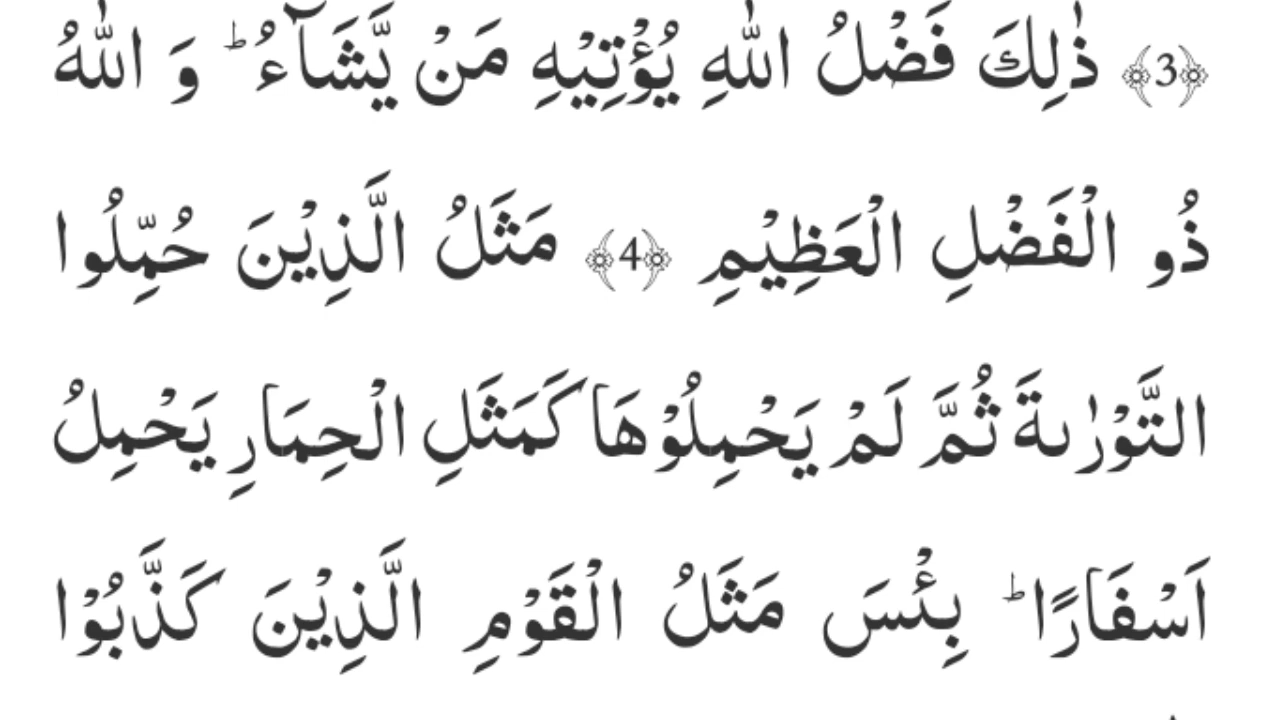 ﴿3﴾ ذٰلِكَ فَضْلُ اللّٰهِ یُؤْتِیْهِ مَنْ یَّشَآءُ ؕ وَ اللّٰهُ
ذُو الْفَضْلِ الْعَظِیْمِ ﴿4﴾ مَثَلُ الَّذِیْنَ حُمِّلُوا
التَّوْرٰىةَ ثُمَّ لَمْ یَحْمِلُوْهَا كَمَثَلِ الْحِمَارِ یَحْمِلُ
اَسْفَارًا ؕ بِئْسَ مَثَلُ الْقَوْمِ الَّذِیْنَ كَذَّبُوْا